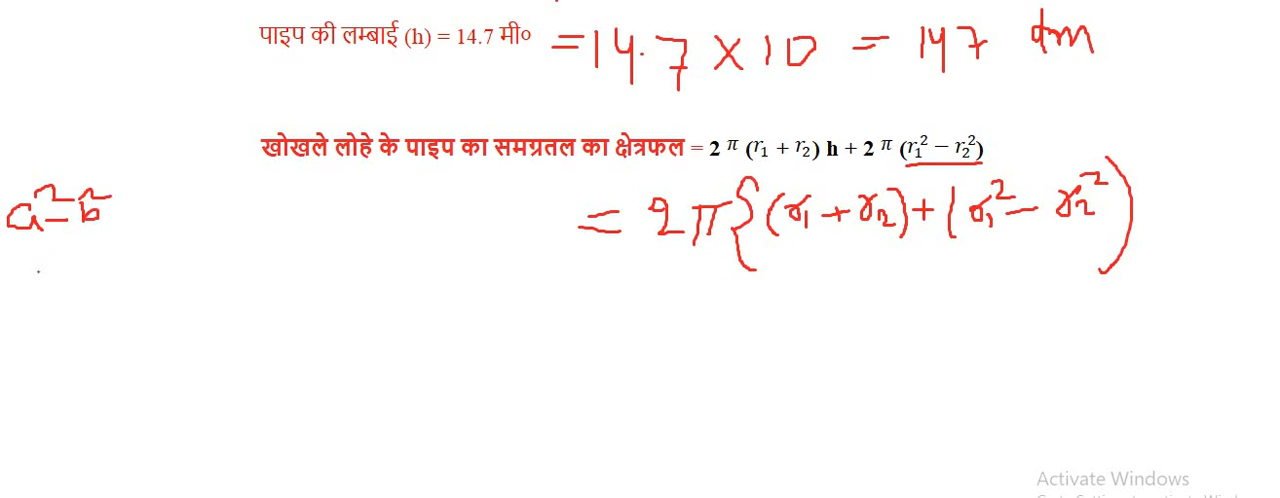 पाइप की लम्बाई (h) = 14.7 मी० = 14.7 × 10 = 147 dm
खोखले लोहे के पाइप का समग्रतल का क्षेत्रफल = 2 π (r₁ + r₂) h + 2 π (r₁² − r₂²)
a² − b²
= 2π{(r₁ + r₂) + (r₁² − r₂²)
Activate Windows